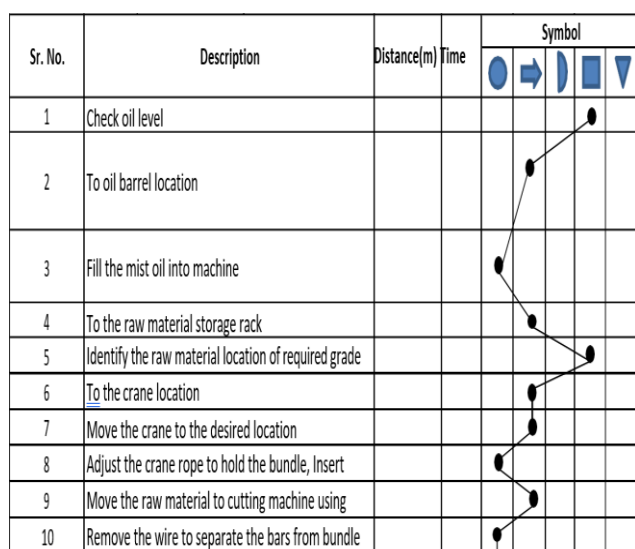 Symbol
Sr. No. Description Distance(m) Time
1 Check oil level
2 To oil barrel location
3 Fill the mist oil into machine
4 To the raw material storage rack
5 Identify the raw material location of required grade
6 To the crane location
7 Move the crane to the desired location
8 Adjust the crane rope to hold the bundle, Insert
9 Move the raw material to cutting machine using
10 Remove the wire to separate the bars from bundle